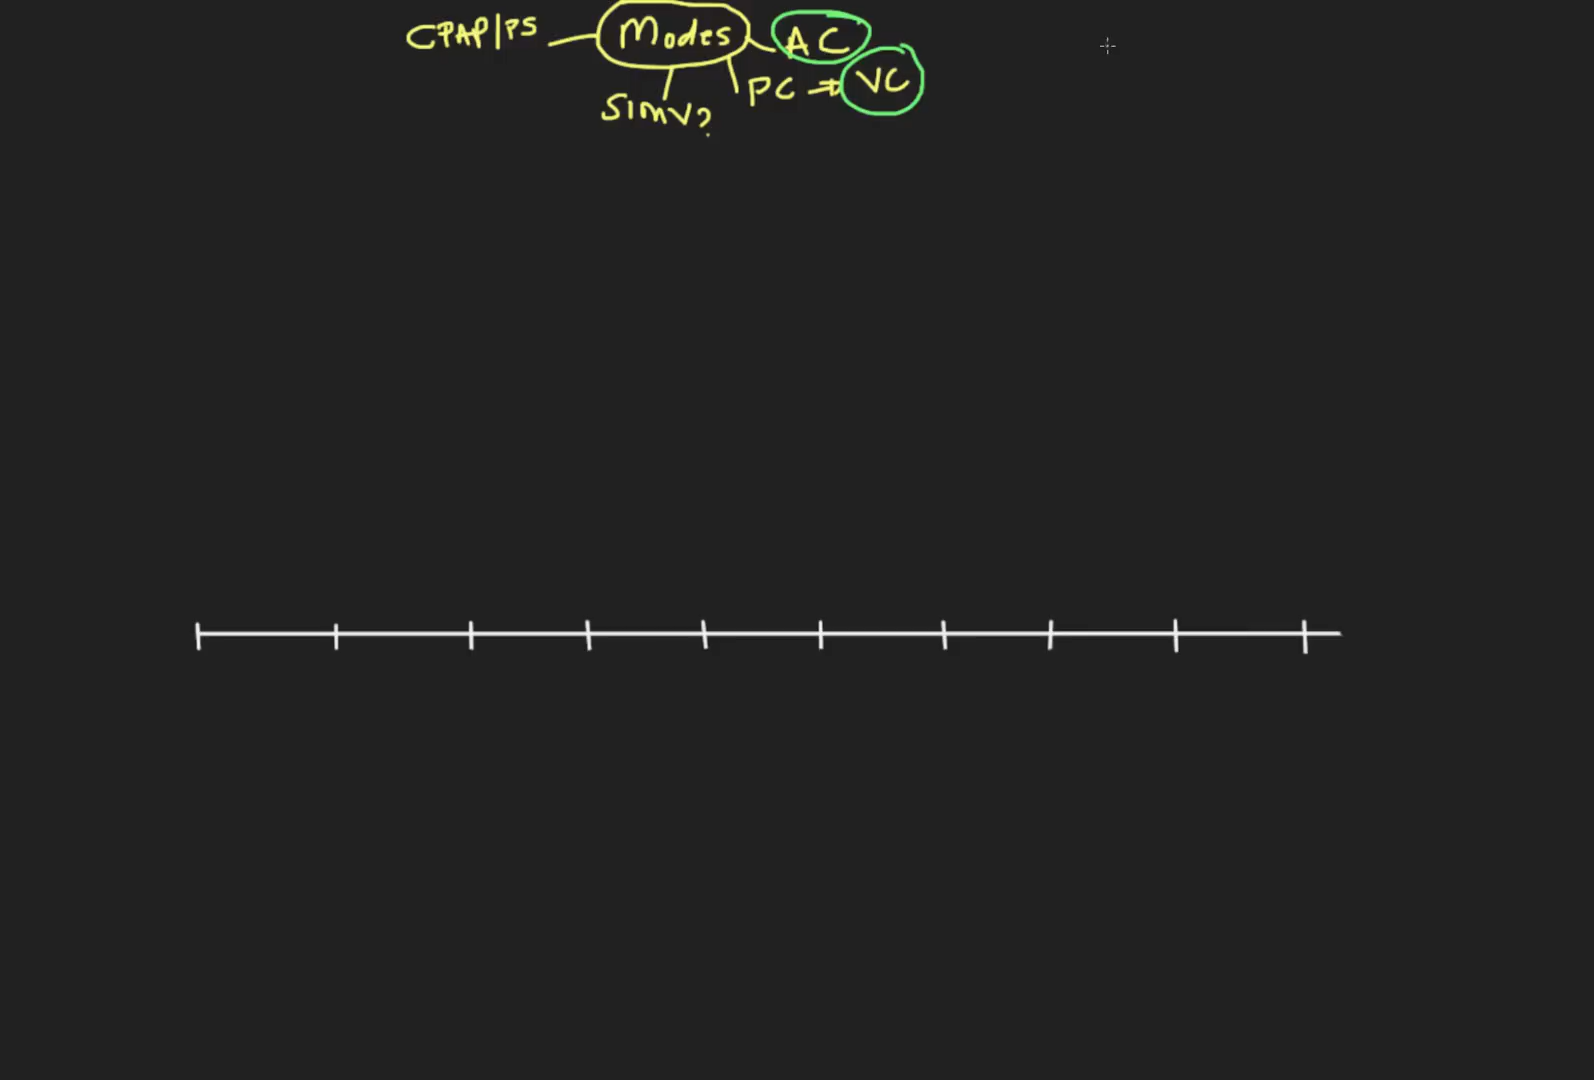 CPAP|PS Modes AC
PC → VC
SIMV?